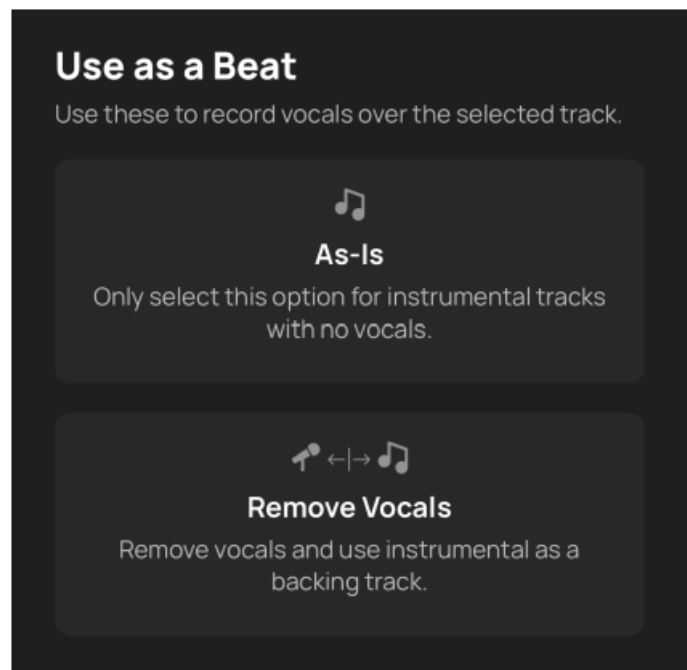 Use as a Beat
Use these to record vocals over the selected track.
As-Is
Only select this option for instrumental tracks
with no vocals.
Remove Vocals
Remove vocals and use instrumental as a
backing track.